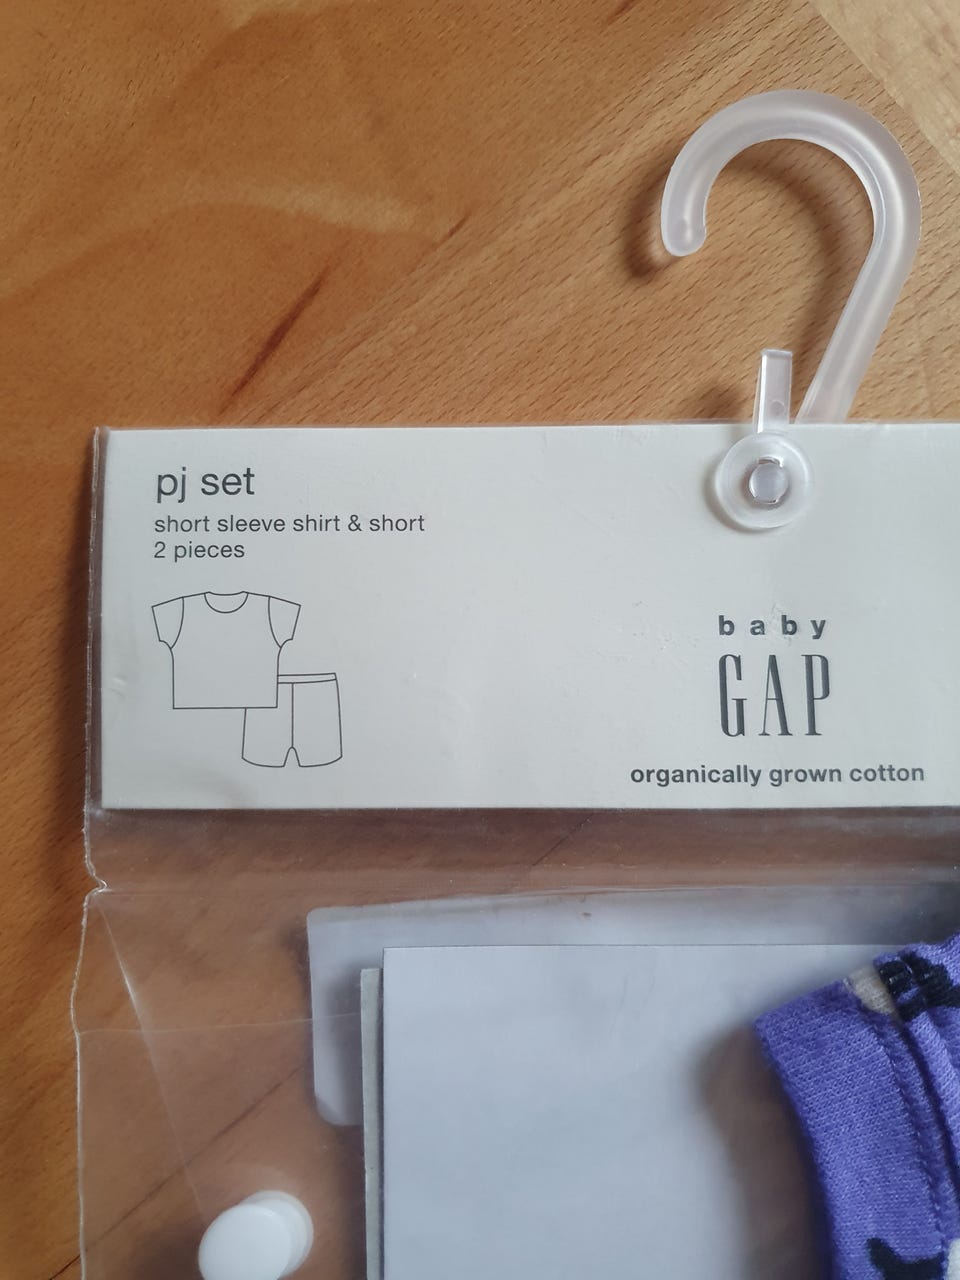 pj set
short sleeve shirt & short
2 pieces
baby
GAP
organically grown cotton